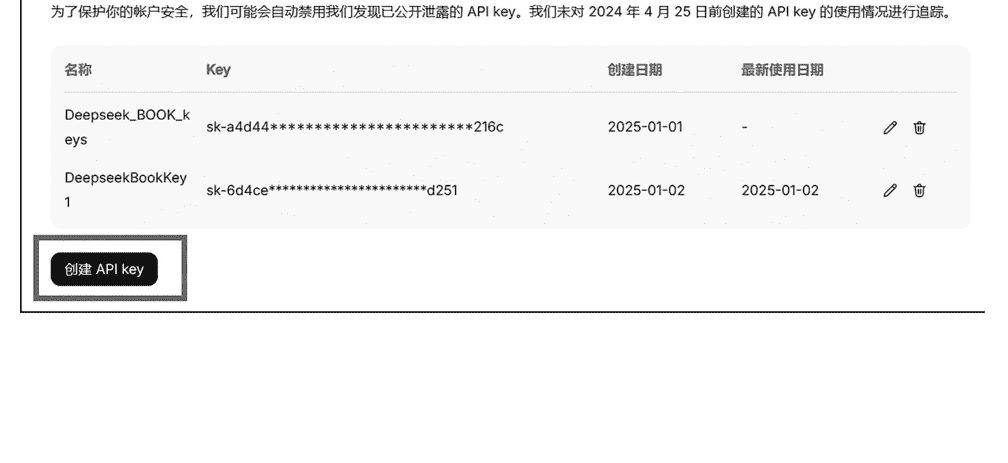 为了保护你的帐户安全，我们可能会自动禁用我们发现已公开泄露的 API key。我们未对 2024 年 4 月 25 日前创建的 API key 的使用情况进行追踪。
名称 Key 创建日期 最新使用日期
Deepseek_BOOK_k
eys
sk-a4d44***********************216c 2025-01-01 -
DeepseekBookKey
1
sk-6d4ce***********************d251 2025-01-02 2025-01-02
创建 API key